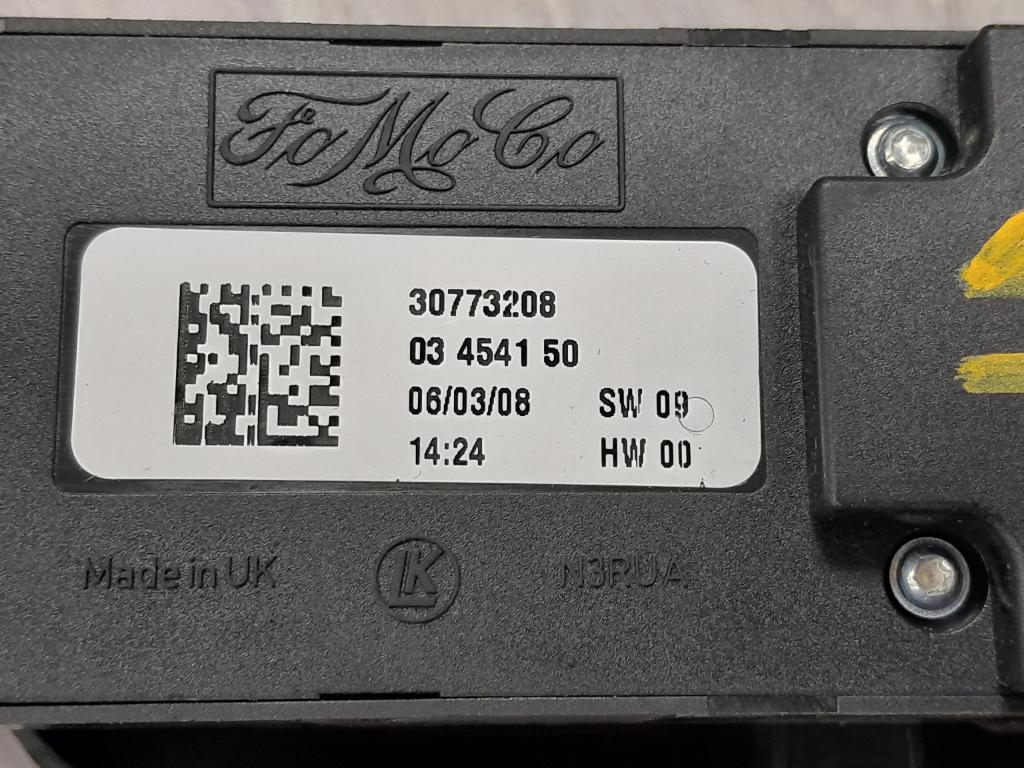 FoMoCo
30773208
03 4541 50
06/03/08 SW 09
14:24 HW 00
Made in UK LK N3RUA